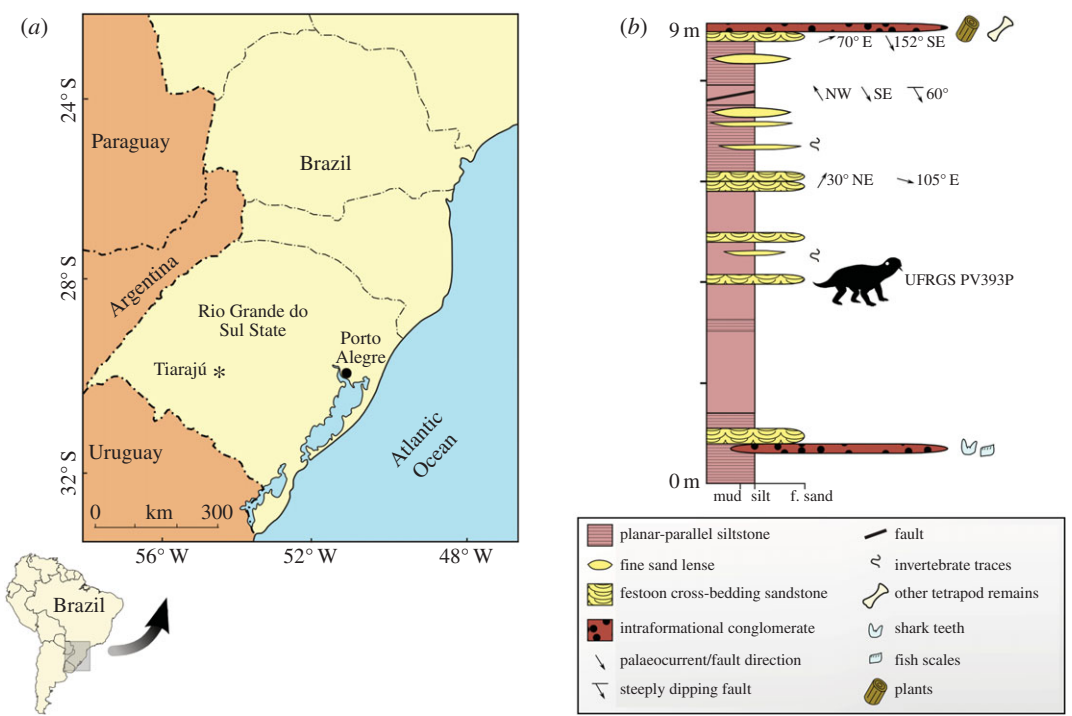 (a)
24° S
28° S
32° S
Paraguay
Brazil
Argentina
Rio Grande do
Sul State
Porto
Alegre
Tiarajú *
Uruguay
Atlantic
Ocean
0 km 300
56° W 52° W 48° W
Brazil
(b)
9 m
70° E 152° SE
NW SE 60°
30° NE 105° E
UFRGS PV393P
0 m
mud silt f. sand
planar-parallel siltstone
fine sand lense
festoon cross-bedding sandstone
intraformational conglomerate
palaeocurrent/fault direction
steeply dipping fault
fault
invertebrate traces
other tetrapod remains
shark teeth
fish scales
plants